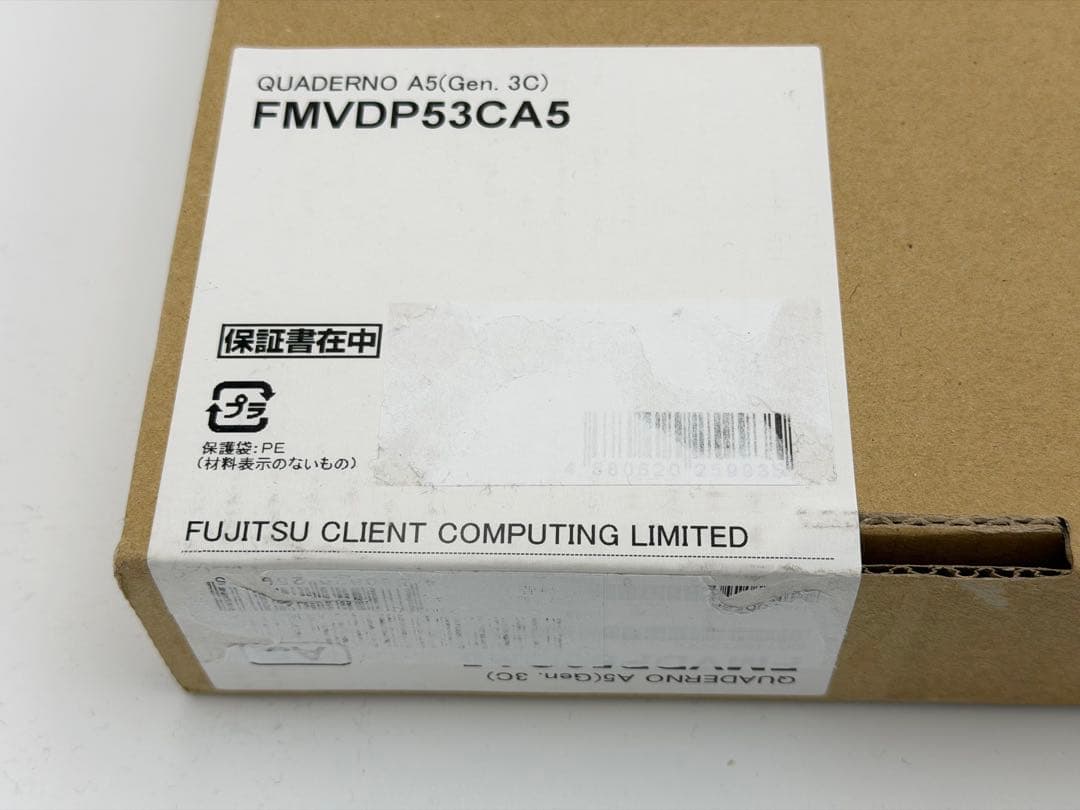 QUADERNO A5(Gen. 3C)
FMVDP53CA5
保証書在中
プラ
保護袋:PE
(材料表示のないもの)
FUJITSU CLIENT COMPUTING LIMITED
QUADERNO A5(Gen. 3C)